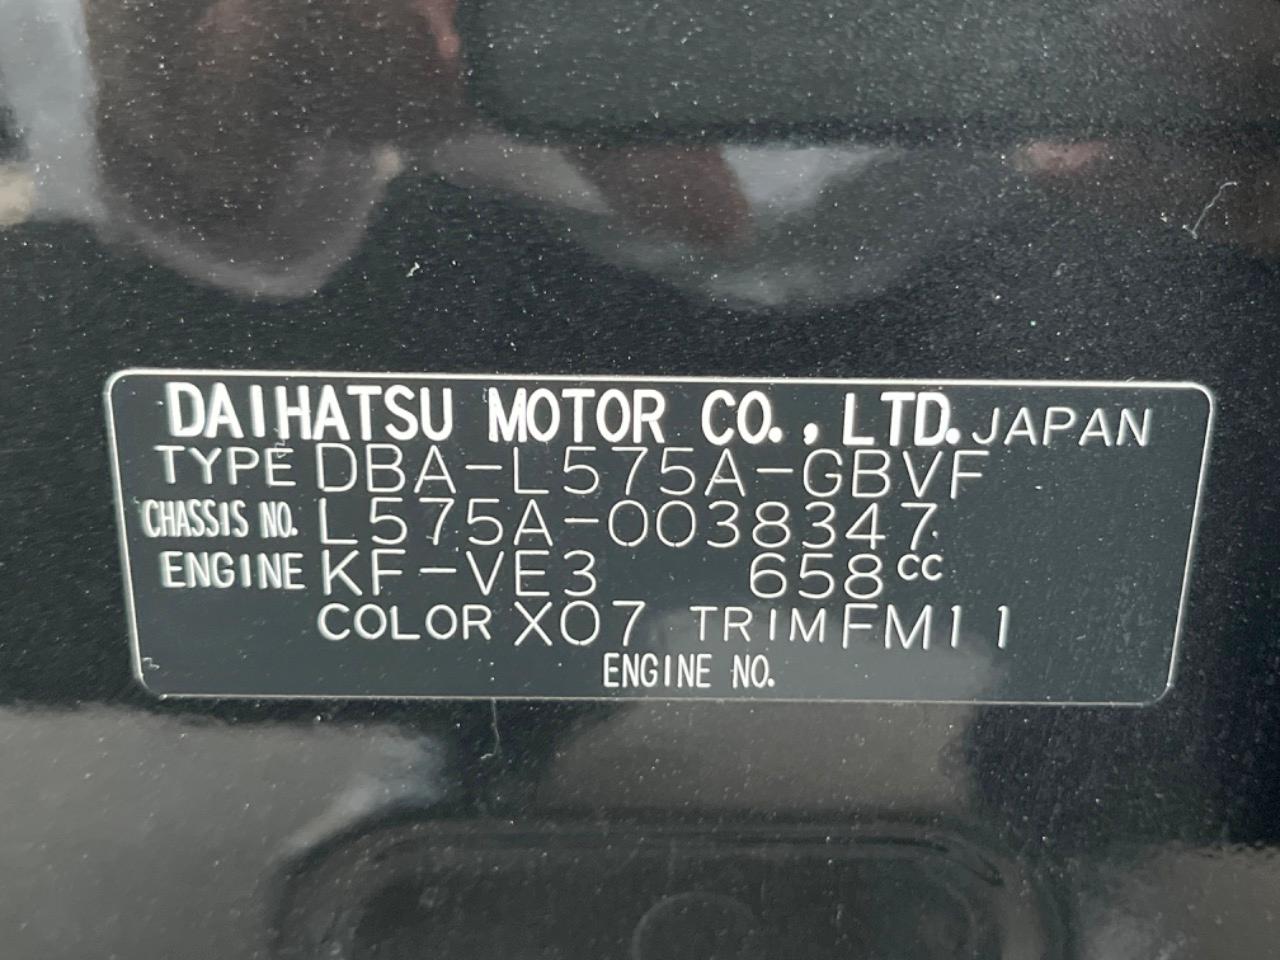 DAIHATSU MOTOR CO., LTD. JAPAN
TYPE DBA-L575A-GBVF
CHASSIS NO. L575A-0038347
ENGINE KF-VE3 658cc
COLOR X07 TRIM FM11
ENGINE NO.